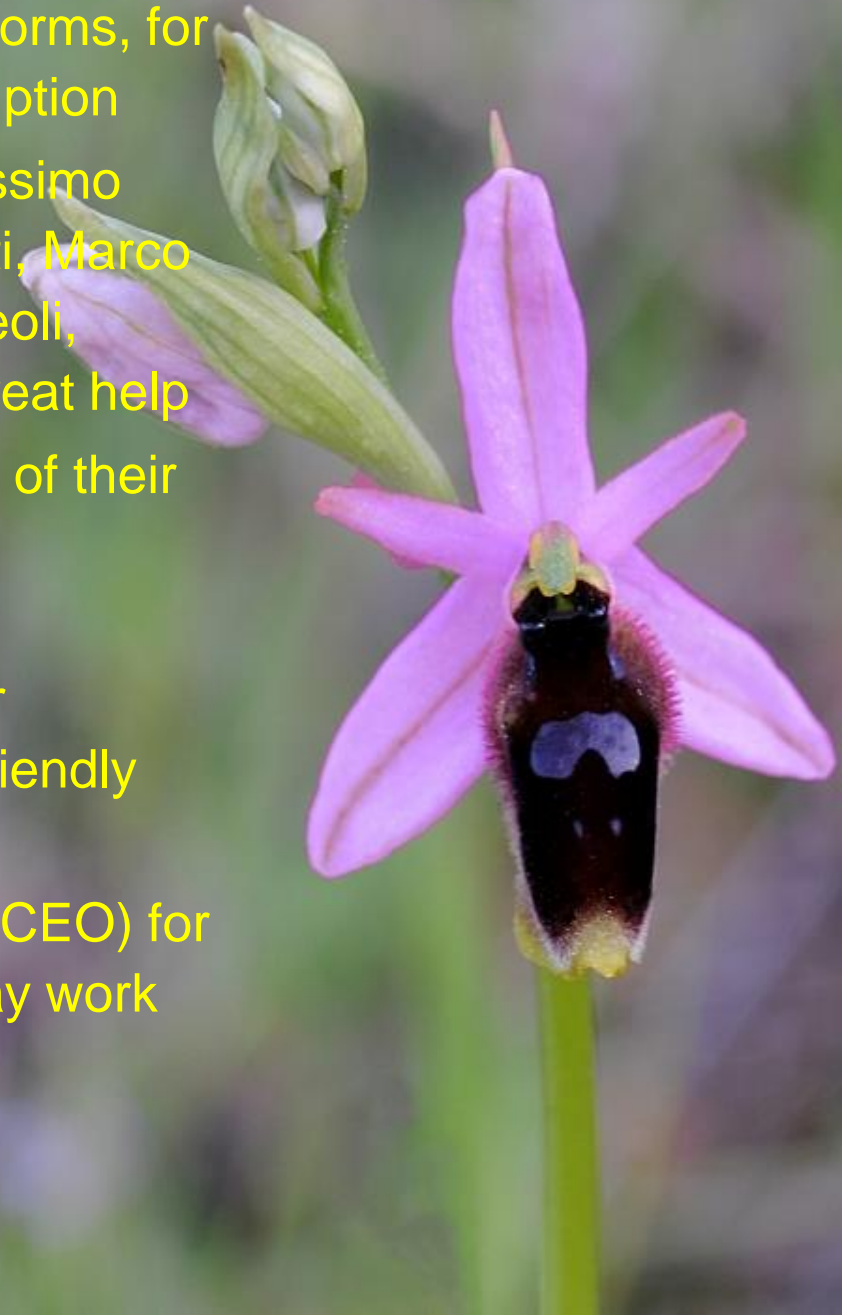 orms, for
ption
ssimo
i, Marco
eoli,
eat help
of their
r
iendly
CEO) for
ay work